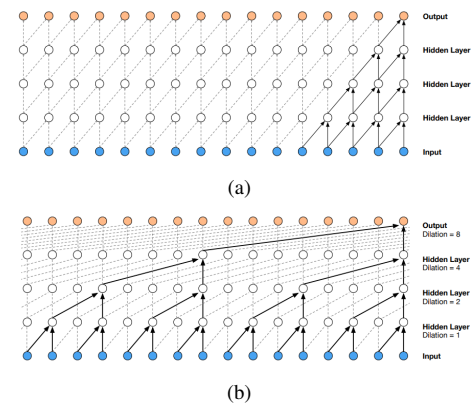 Output
Hidden Layer
Hidden Layer
Hidden Layer
Input
(a)
Output
Dilation = 8
Hidden Layer
Dilation = 4
Hidden Layer
Dilation = 2
Hidden Layer
Dilation = 1
Input
(b)